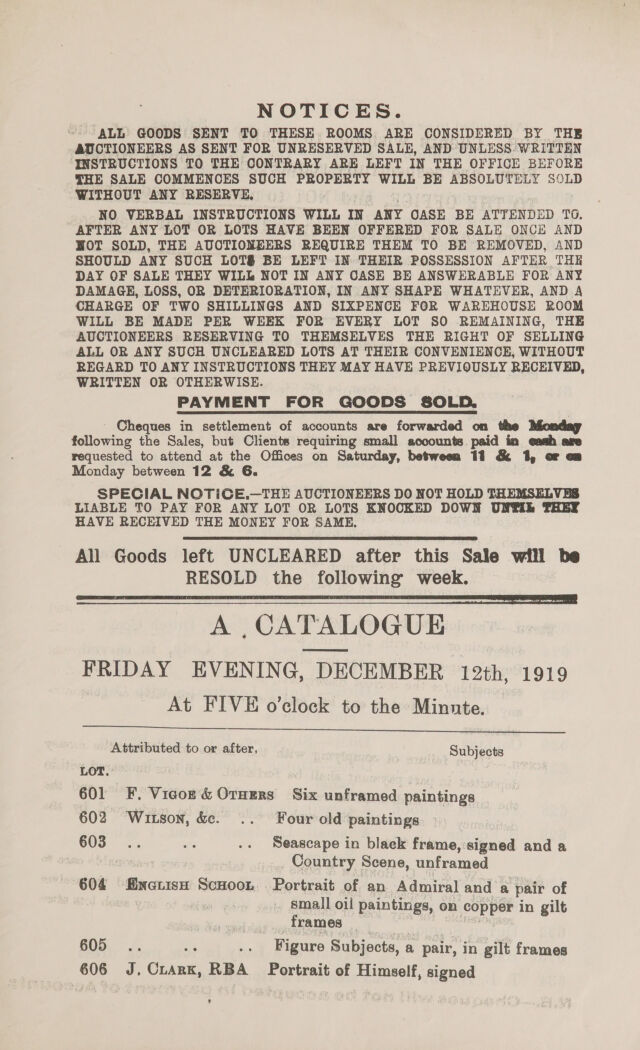 NOTICES.
ALL GOODS SENT TO THESE ROOMS ARE CONSIDERED BY THE
AUCTIONEERS AS SENT FOR UNRESERVED SALE, AND UNLESS WRITTEN
INSTRUCTIONS TO THE CONTRARY ARE LEFT IN THE OFFICE BEFORE
THE SALE COMMENCES SUCH PROPERTY WILL BE ABSOLUTELY SOLD
WITHOUT ANY RESERVE.
NO VERBAL INSTRUCTIONS WILL IN ANY CASE BE ATTENDED TO.
AFTER ANY LOT OR LOTS HAVE BEEN OFFERED FOR SALE ONCE AND
NOT SOLD, THE AUCTIONEERS REQUIRE THEM TO BE REMOVED, AND
SHOULD ANY SUCH LOTS BE LEFT IN THEIR POSSESSION AFTER THE
DAY OF SALE THEY WILL NOT IN ANY CASE BE ANSWERABLE FOR ANY
DAMAGE, LOSS, OR DETERIORATION, IN ANY SHAPE WHATEVER, AND A
CHARGE OF TWO SHILLINGS AND SIXPENCE FOR WAREHOUSE ROOM
WILL BE MADE PER WEEK FOR EVERY LOT SO REMAINING, THE
AUCTIONEERS RESERVING TO THEMSELVES THE RIGHT OF SELLING
ALL OR ANY SUCH UNCLEARED LOTS AT THEIR CONVENIENCE, WITHOUT
REGARD TO ANY INSTRUCTIONS THEY MAY HAVE PREVIOUSLY RECEIVED,
WRITTEN OR OTHERWISE.
PAYMENT FOR GOODS SOLD.
Cheques in settlement of accounts are forwarded on the Monday
following the Sales, but Clients requiring small accounts paid in cash are
requested to attend at the Offices on Saturday, between 11 & 1, or on
Monday between 12 & 6.
SPECIAL NOTICE.—THE AUCTIONEERS DO NOT HOLD THEMSELVES
LIABLE TO PAY FOR ANY LOT OR LOTS KNOCKED DOWN UNTIL THEY
HAVE RECEIVED THE MONEY FOR SAME.
All Goods left UNCLEARED after this Sale will be
RESOLD the following week.
A CATALOGUE
FRIDAY EVENING, DECEMBER 12th, 1919
At FIVE o'clock to the Minute.
Attributed to or after. Subjects
LOT.
601 F. VIGOE & OTHERS Six unframed paintings
602 WILSON, &c. .. Four old paintings
603 .. .. .. Seascape in black frame, signed and a
Country Scene, unframed
604 ENGLISH SCHOOL Portrait of an Admiral and a pair of
small oil paintings, on copper in gilt
frames
605 .. .. .. Figure Subjects, a pair, in gilt frames
606 J. CLARK, RBA Portrait of Himself, signed